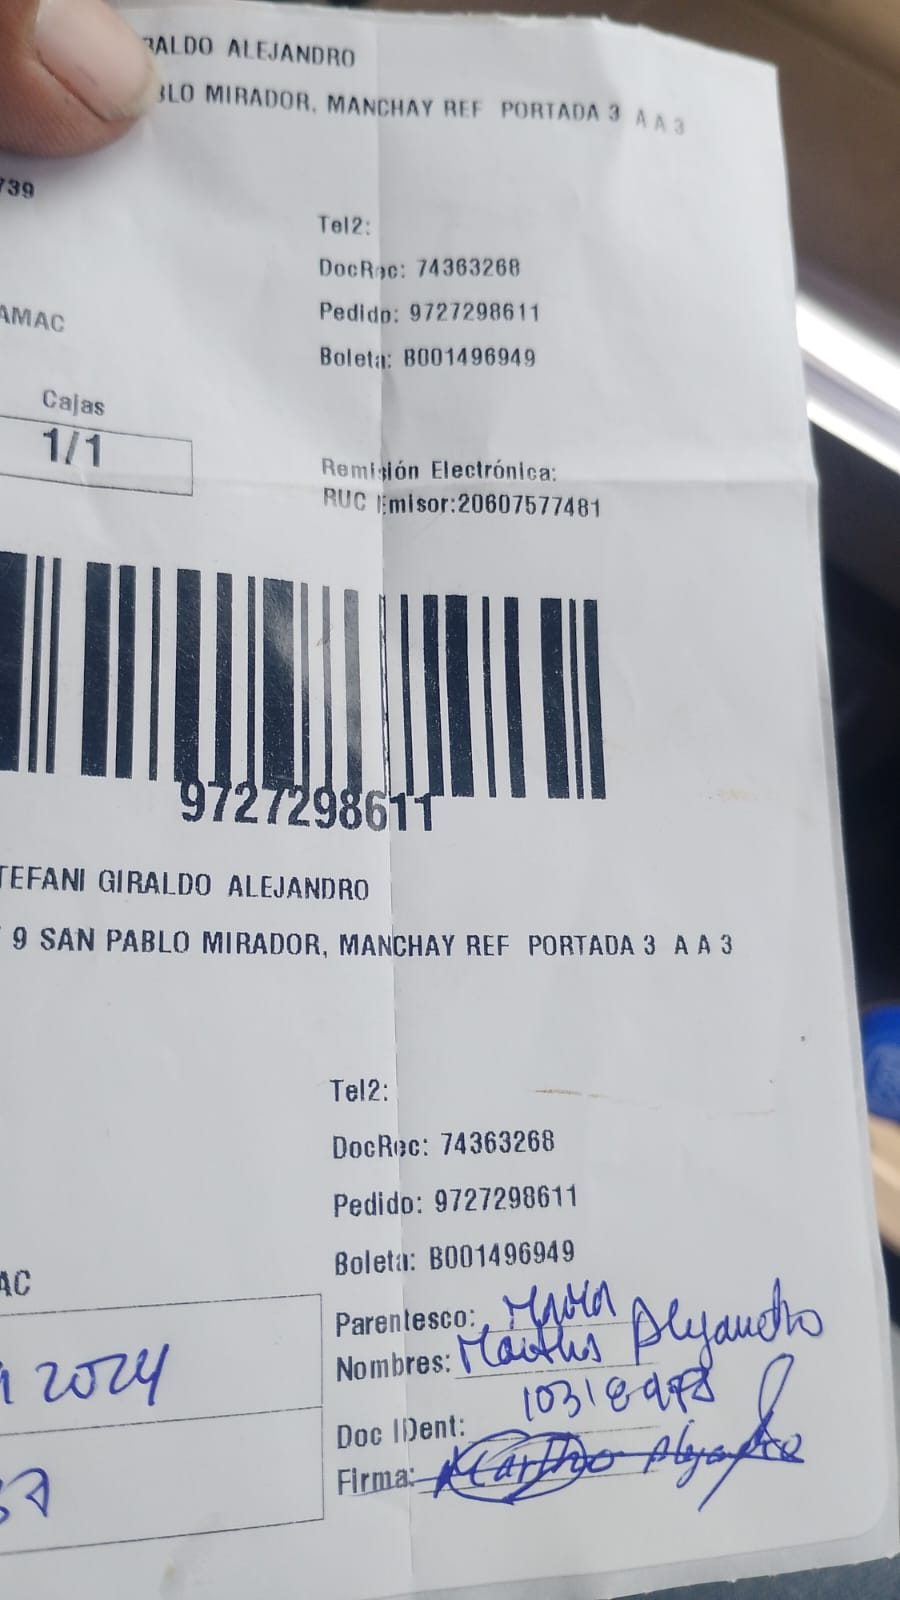 RALDO ALEJANDRO
BLO MIRADOR, MANCHAY REF PORTADA 3 A A 3
739
Tel2:
DocRec: 74363268
AMAC
Pedido: 9727298611
Boleta: B001496949
Cajas
1/1
Remisión Electrónica:
RUC Emisor:20607577481
9727298611
TEFANI GIRALDO ALEJANDRO
9 SAN PABLO MIRADOR, MANCHAY REF PORTADA 3 A A 3
Tel2:
DocRec: 74363268
Pedido: 9727298611
Boleta: B001496949
AC
Parentesco:
Nombres: Alejandro
2024
Doc IDent:
Firma: